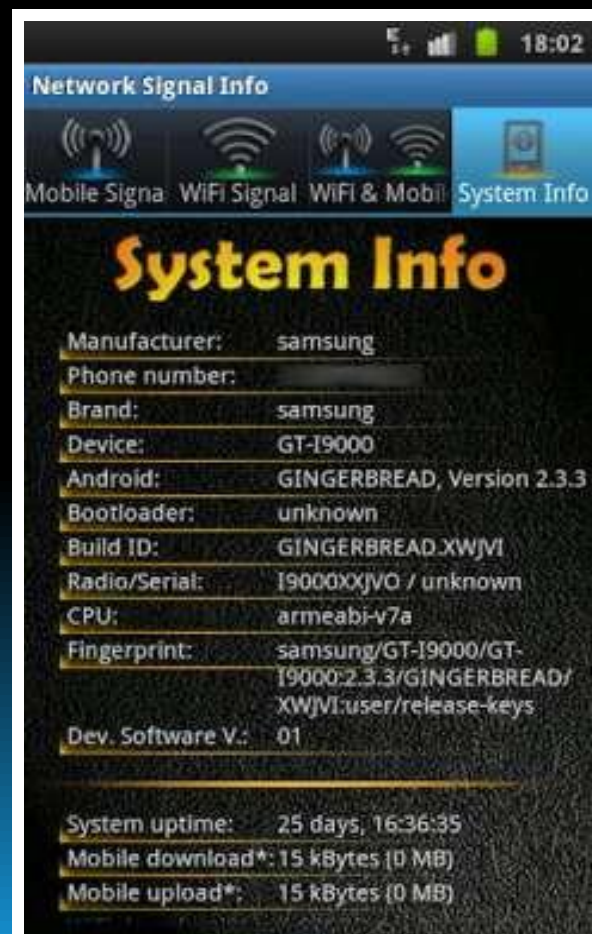 18:02
Network Signal Info
Mobile Signa WiFi Signal WiFi & Mobil System Info
System Info
Manufacturer: samsung
Phone number:
Brand: samsung
Device: GT-I9000
Android: GINGERBREAD, Version 2.3.3
Bootloader: unknown
Build ID: GINGERBREAD.XWJVI
Radio/Serial: I9000XXJVO / unknown
CPU: armeabi-v7a
Fingerprint: samsung/GT-I9000/GT-
I9000:2.3.3/GINGERBREAD/
XWJVI:user/release-keys
Dev. Software V.: 01
System uptime: 25 days, 16:36:35
Mobile download*: 15 kBytes (0 MB)
Mobile upload*: 15 kBytes (0 MB)